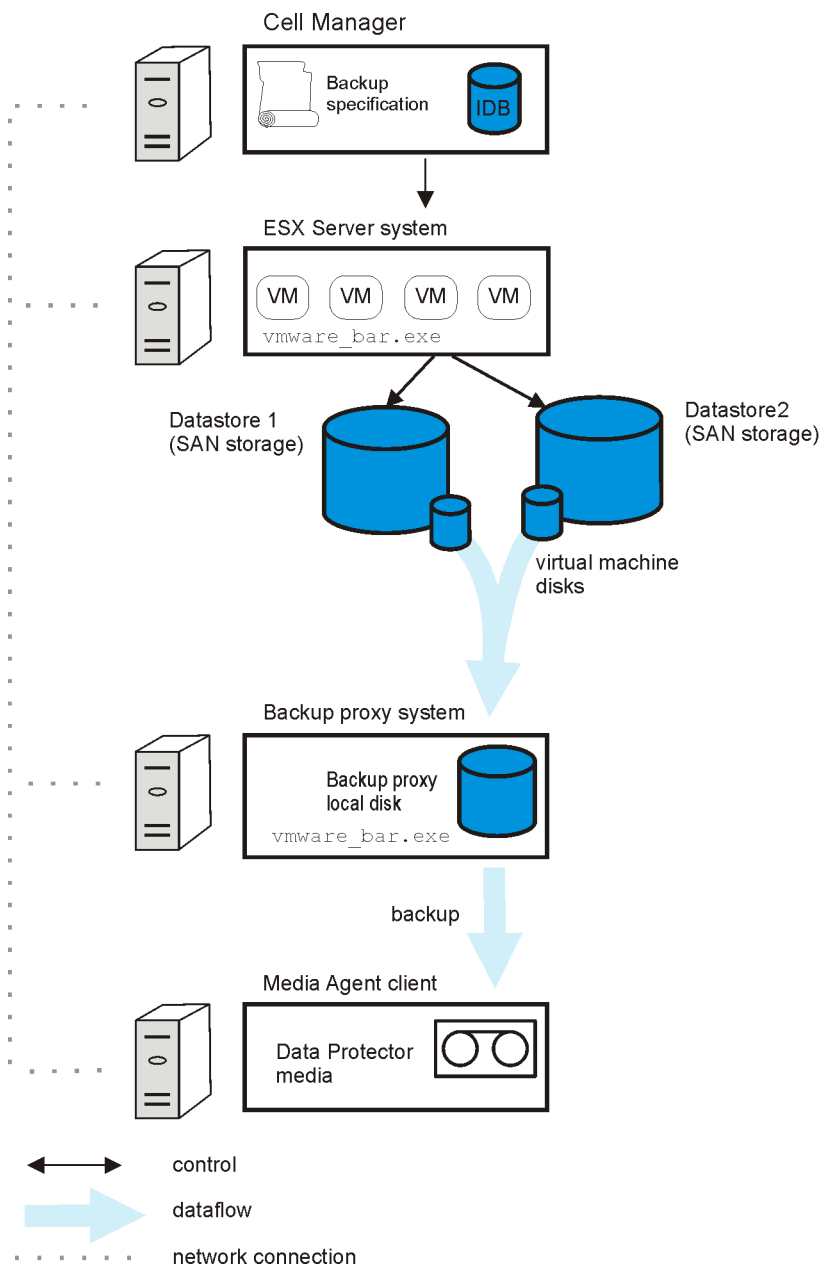 Cell Manager
Backup
specification
IDB
ESX Server system
VM
VM
VM
VM
vmware_bar.exe
Datastore 1
(SAN storage)
Datastore2
(SAN storage)
virtual machine
disks
Backup proxy system
Backup proxy
local disk
vmware_bar.exe
backup
Media Agent client
Data Protector
media
control
dataflow
network connection